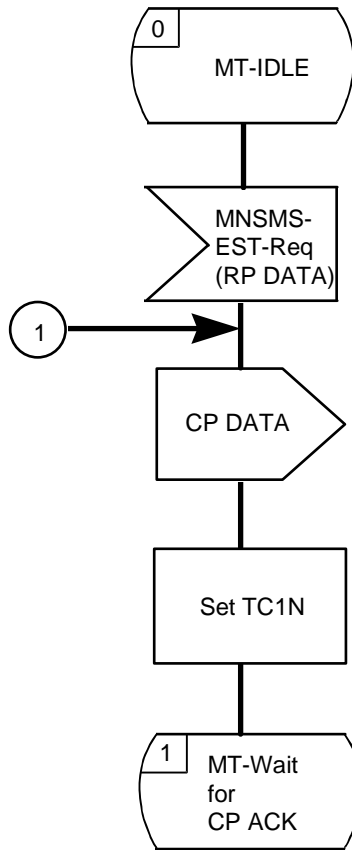 0
MT-IDLE
MNSMS-
EST-Req
(RP DATA)
1
CP DATA
Set TC1N
1
MT-Wait
for
CP ACK